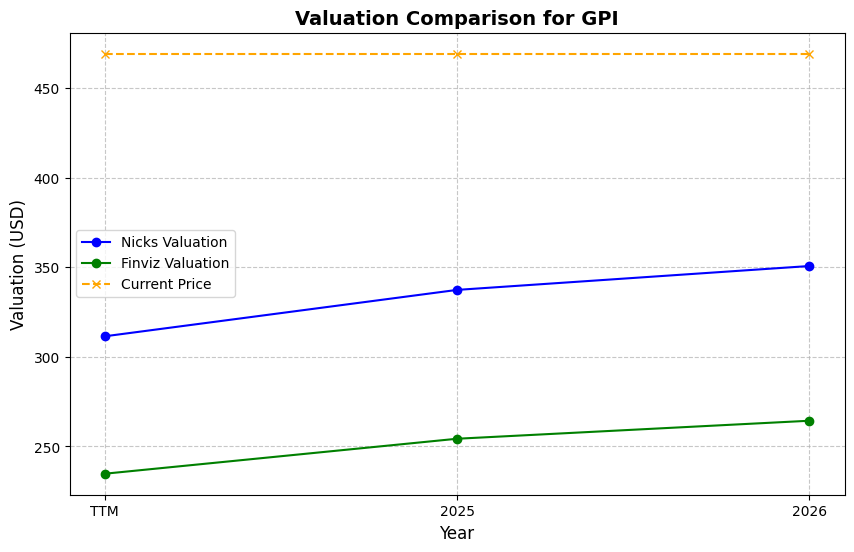 Valuation Comparison for GPI
Valuation (USD)
450
400
350
300
250
Nicks Valuation
Finviz Valuation
Current Price
TTM
2025
2026
Year